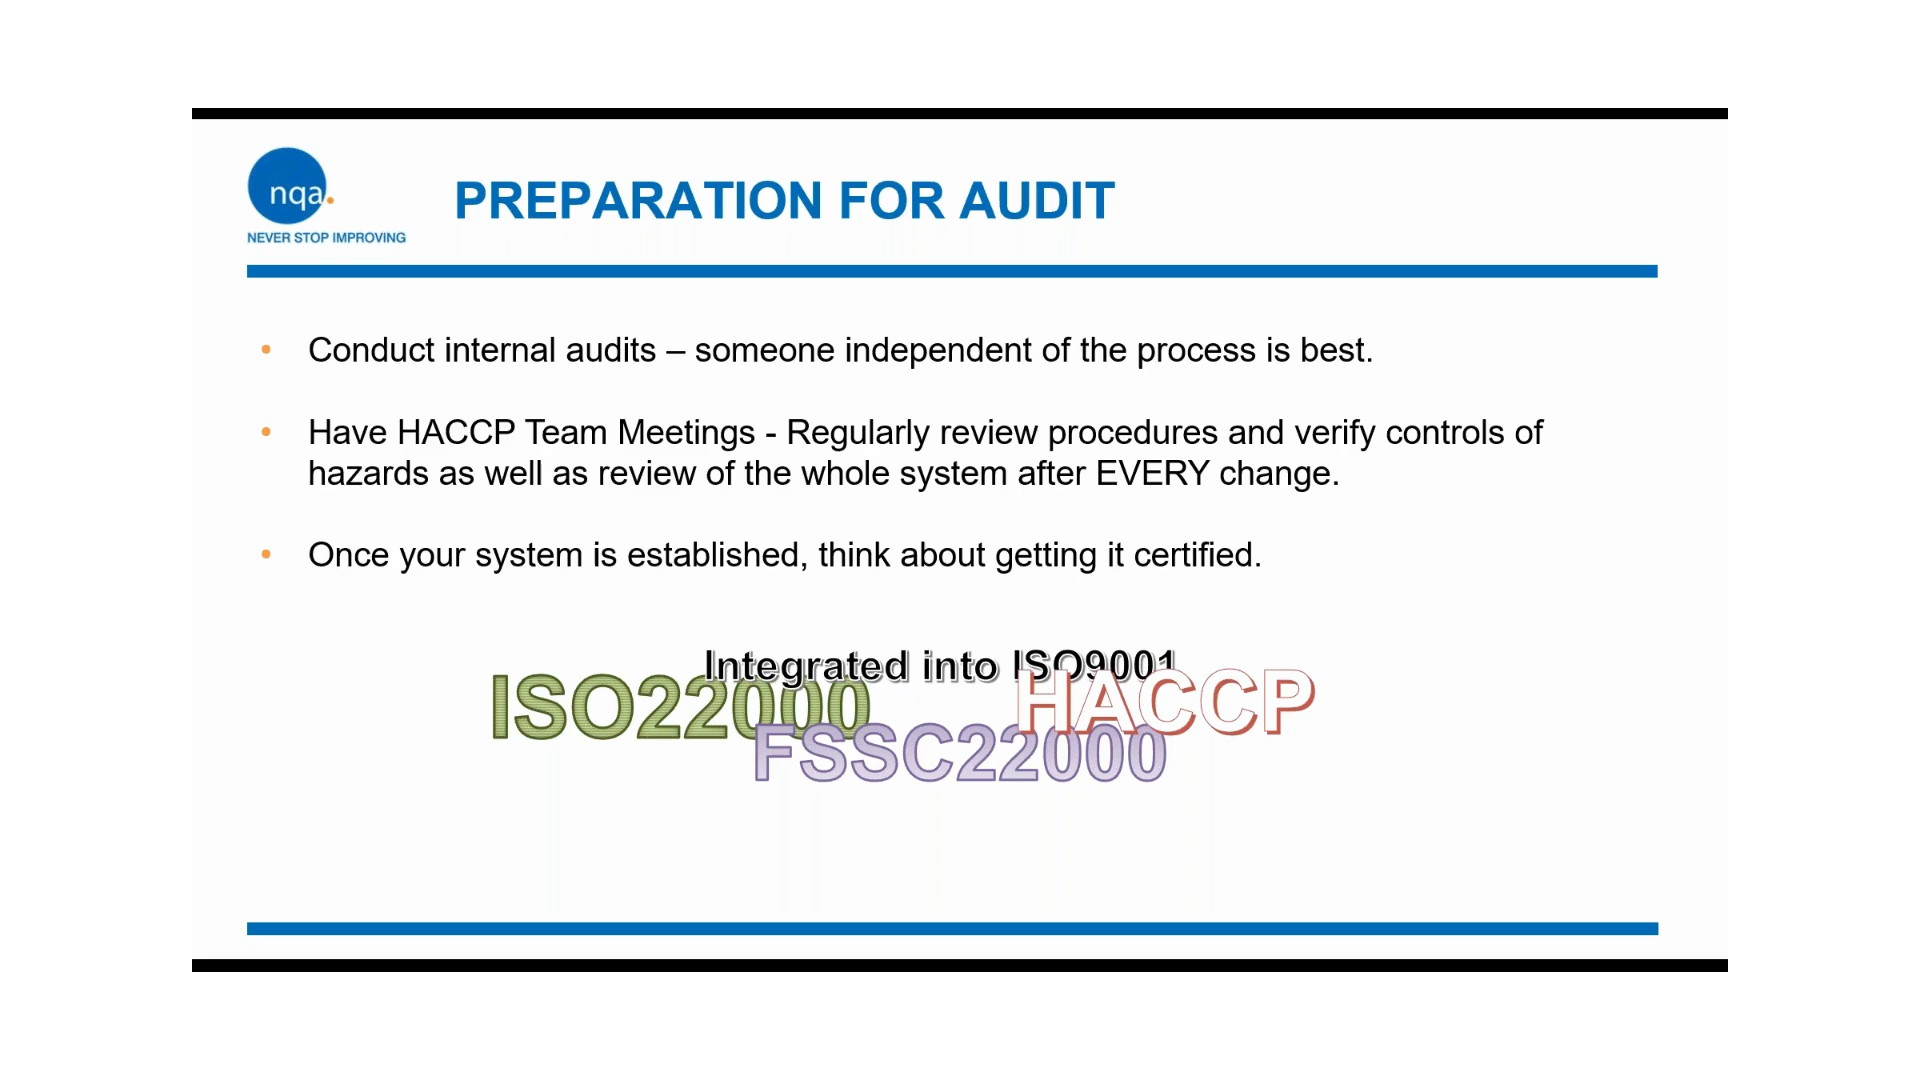 nqa.
NEVER STOP IMPROVING
PREPARATION FOR AUDIT
• Conduct internal audits – someone independent of the process is best.
• Have HACCP Team Meetings - Regularly review procedures and verify controls of
hazards as well as review of the whole system after EVERY change.
• Once your system is established, think about getting it certified.
Integrated into ISO9001
ISO22000
HACCP
FSSC22000